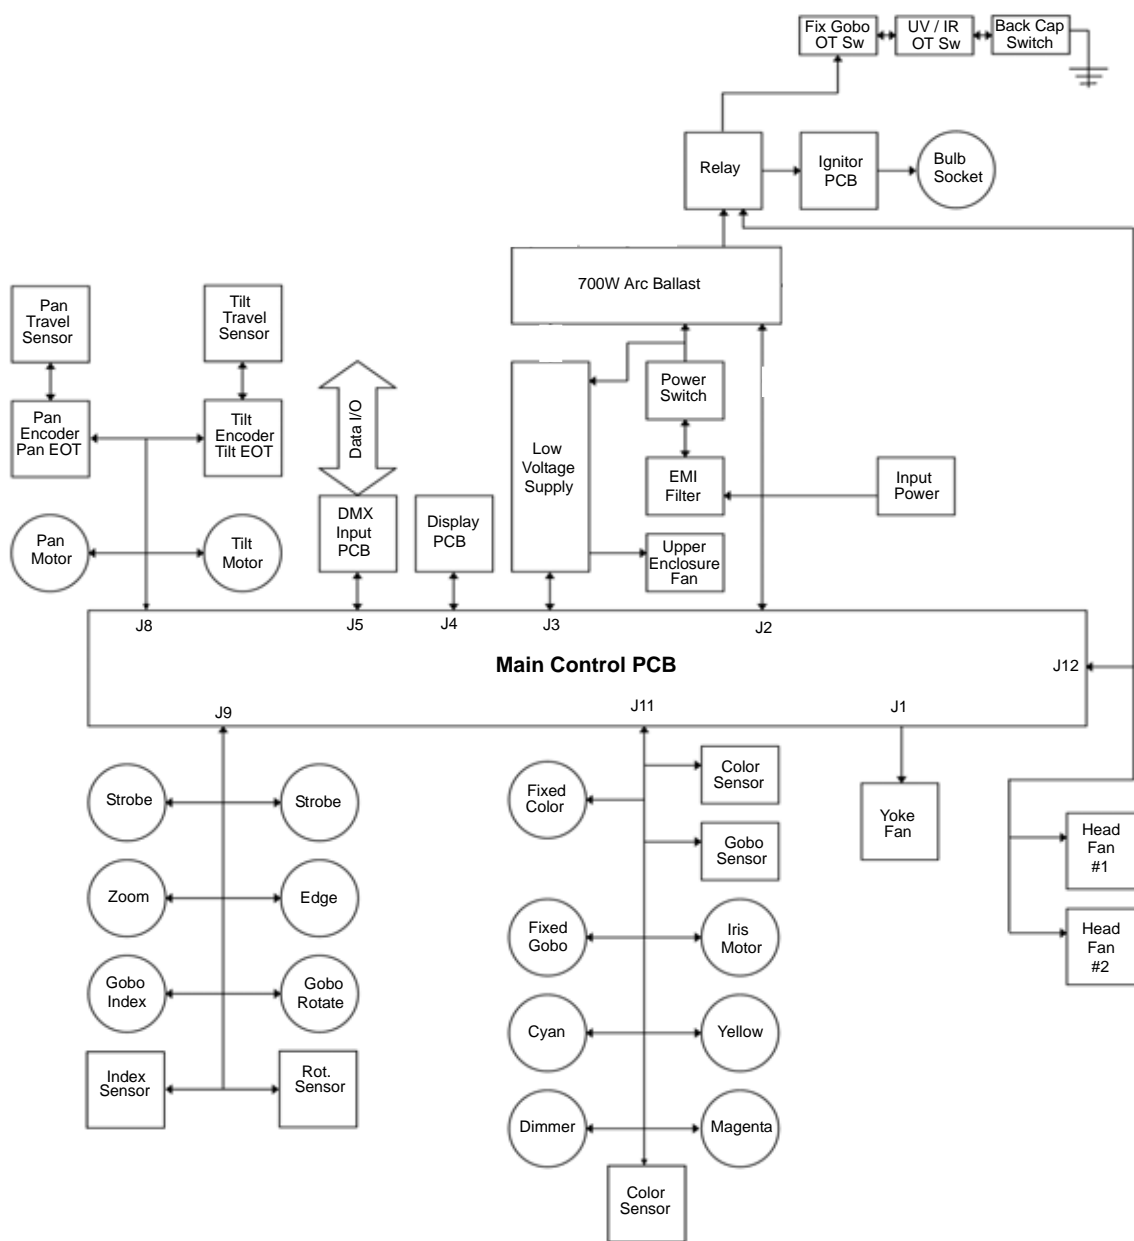 Fix Gobo
OT Sw
UV / IR
OT Sw
Back Cap
Switch
Relay
Ignitor
PCB
Bulb
Socket
700W Arc Ballast
Pan
Travel
Sensor
Tilt
Travel
Sensor
Power
Switch
Pan
Encoder
Pan EOT
Tilt
Encoder
Tilt EOT
Data I/O
Low
Voltage
Supply
EMI
Filter
Input
Power
Pan
Motor
Tilt
Motor
DMX
Input
PCB
Display
PCB
Upper
Enclosure
Fan
J8
J5
J4
J3
J2
Main Control PCB
J12
J9
J11
J1
Strobe
Strobe
Fixed
Color
Color
Sensor
Yoke
Fan
Head
Fan
#1
Gobo
Sensor
Zoom
Edge
Fixed
Gobo
Iris
Motor
Head
Fan
#2
Gobo
Index
Gobo
Rotate
Cyan
Yellow
Index
Sensor
Rot.
Sensor
Dimmer
Magenta
Color
Sensor